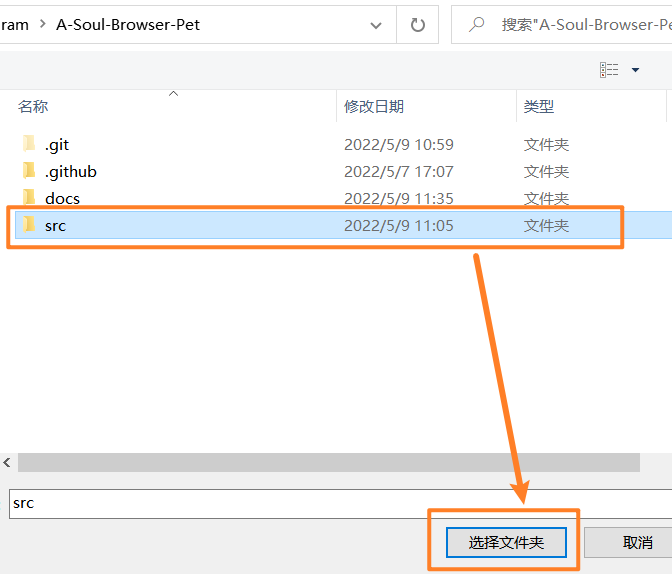 ram > A-Soul-Browser-Pet
搜索"A-Soul-Browser-Pe
名称 修改日期 类型
.git 2022/5/9 10:59 文件夹
.github 2022/5/7 17:07 文件夹
docs 2022/5/9 11:35 文件夹
src 2022/5/9 11:05 文件夹
src
选择文件夹 取消